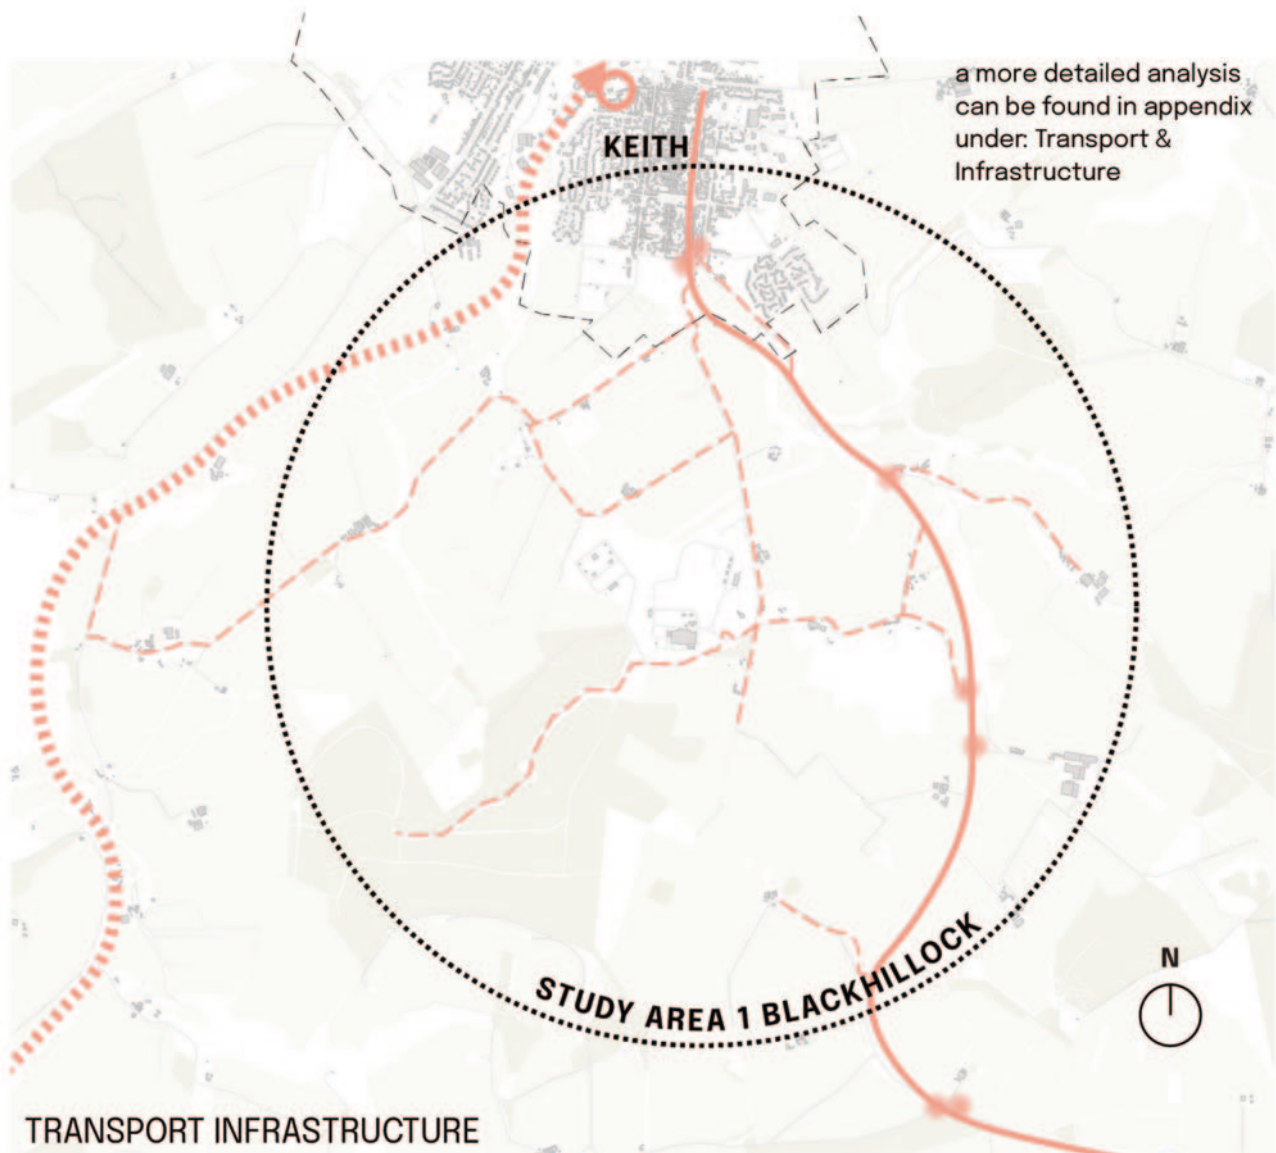 a more detailed analysis
can be found in appendix
under: Transport &
Infrastructure
KEITH
STUDY AREA 1 BLACKHILLOCK
N
TRANSPORT INFRASTRUCTURE